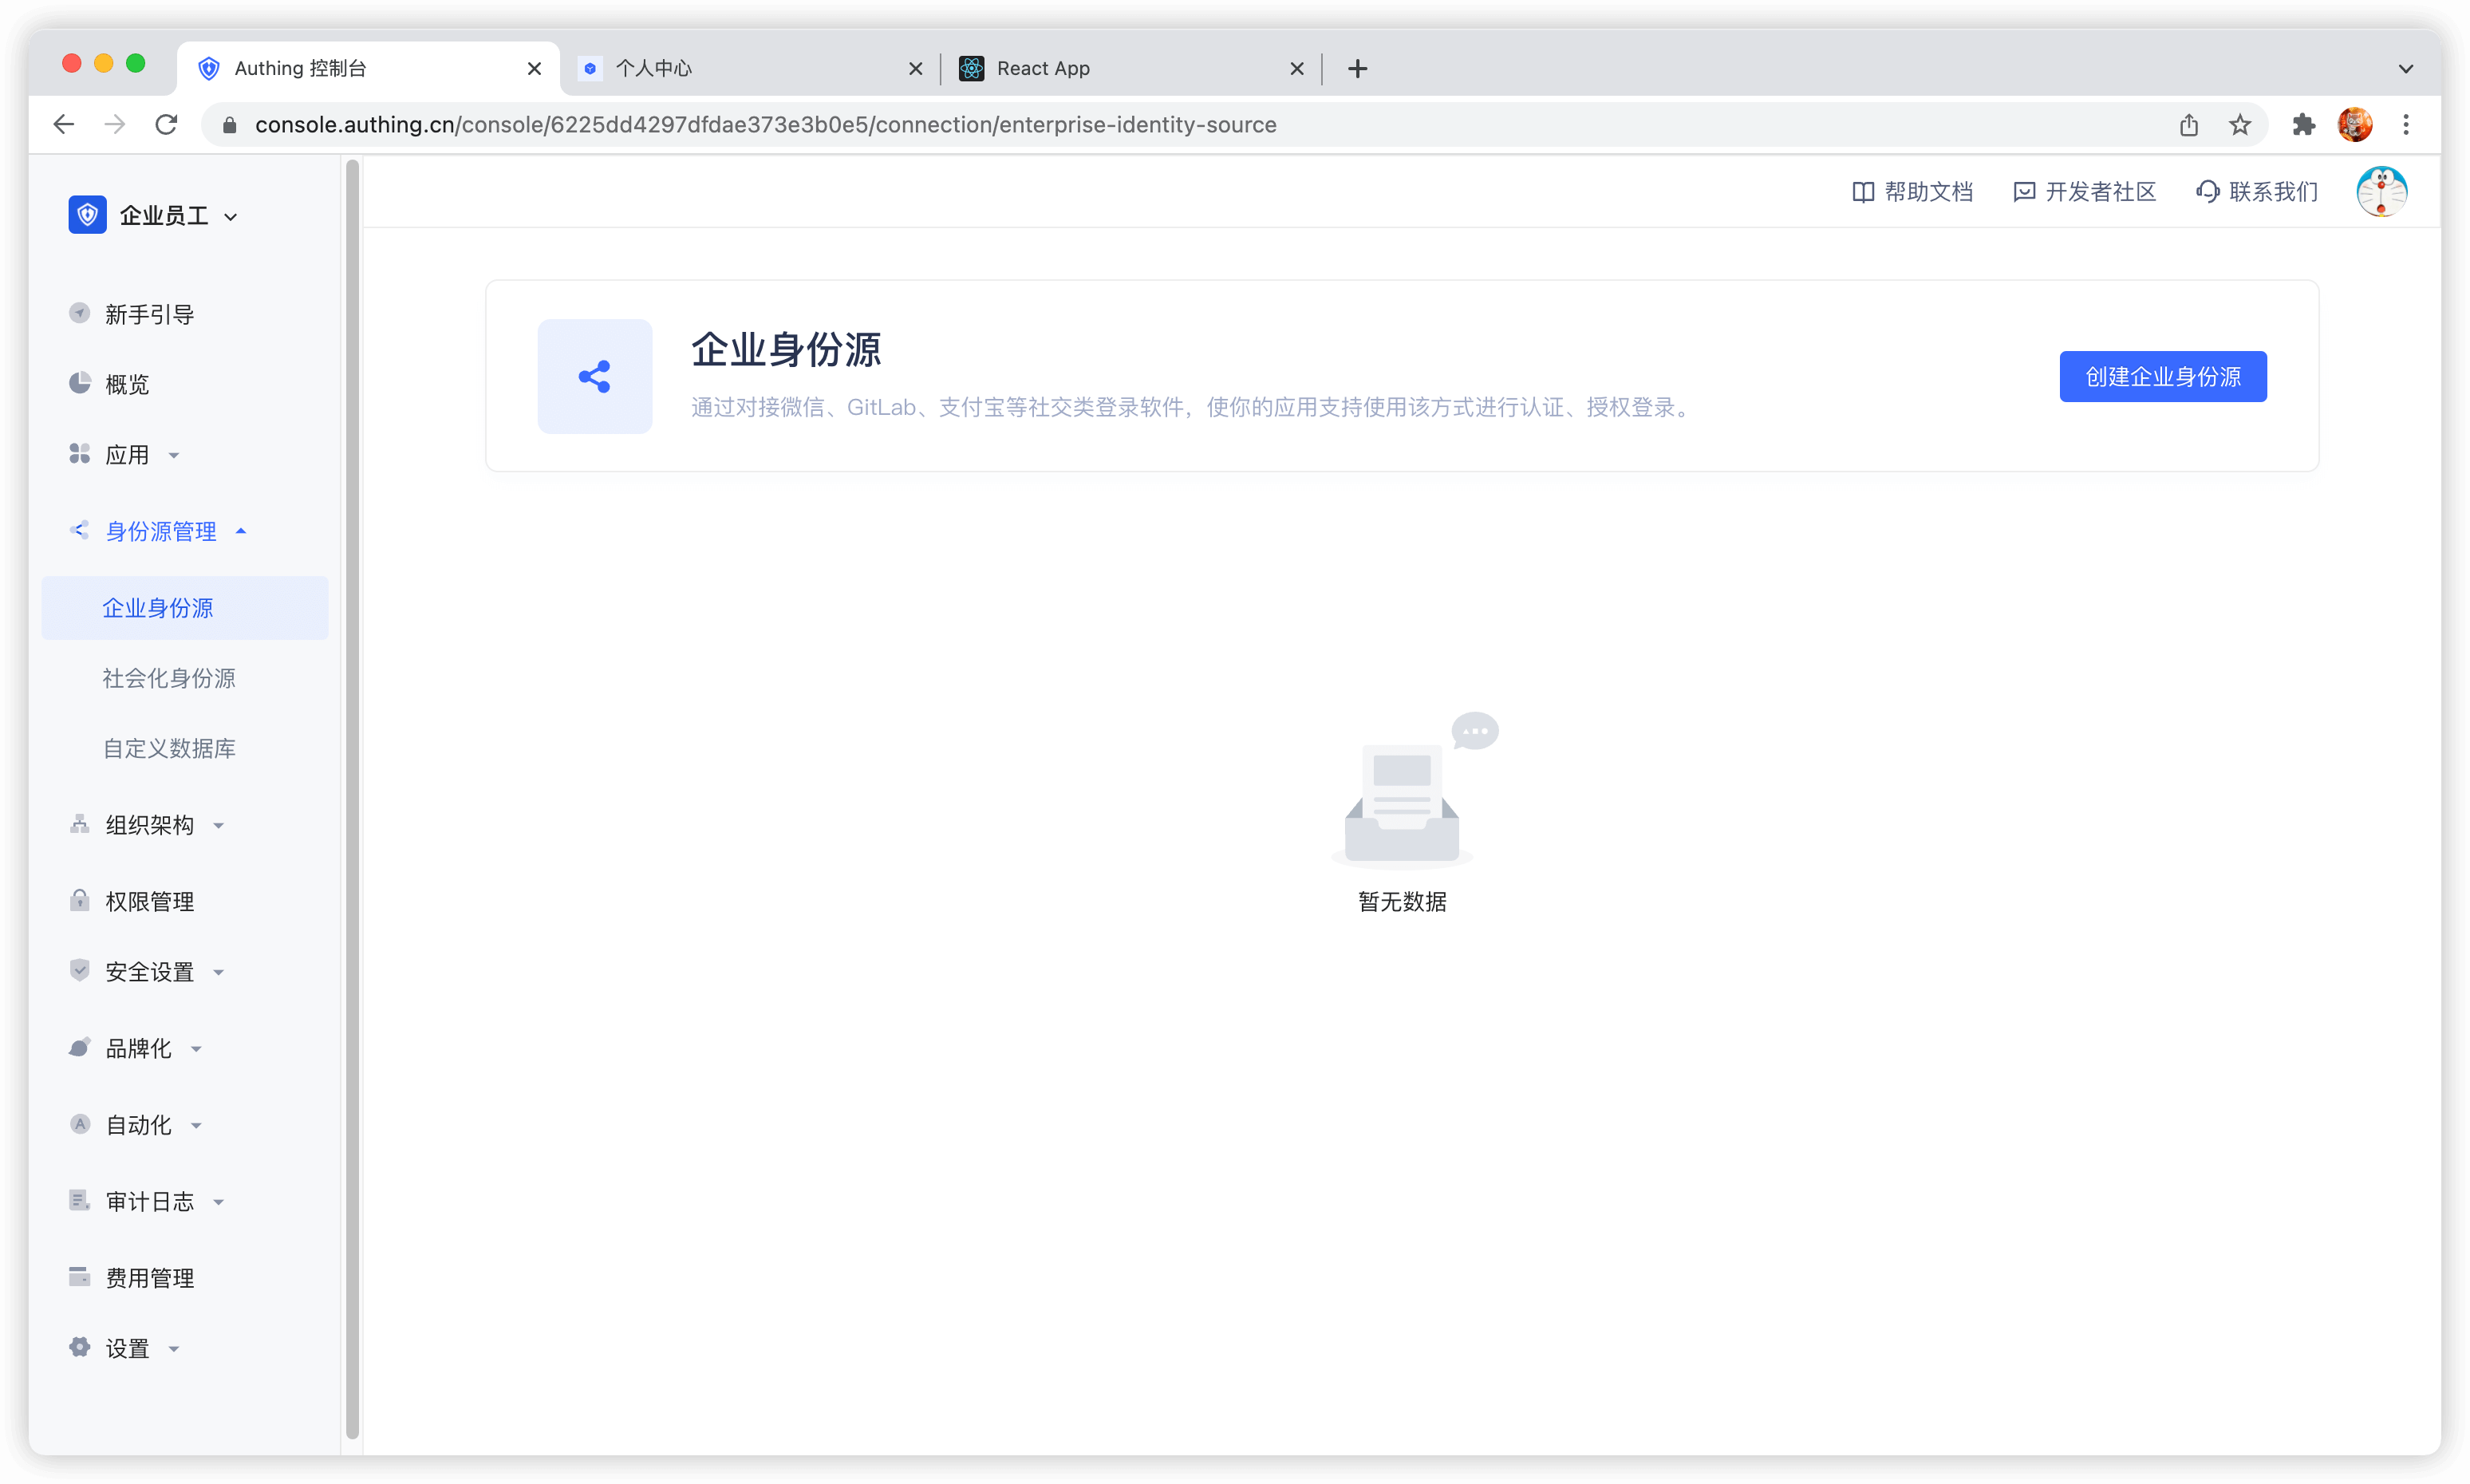 Authing 控制台
个人中心
React App
console.authing.cn/console/6225dd4297dfdae373e3b0e5/connection/enterprise-identity-source
企业员工
帮助文档
开发者社区
联系我们
新手引导
概览
应用
身份源管理
企业身份源
社会化身份源
自定义数据库
组织架构
权限管理
安全设置
品牌化
自动化
审计日志
费用管理
设置
企业身份源
通过对接微信、GitLab、支付宝等社交类登录软件，使你的应用支持使用该方式进行认证、授权登录。
创建企业身份源
暂无数据